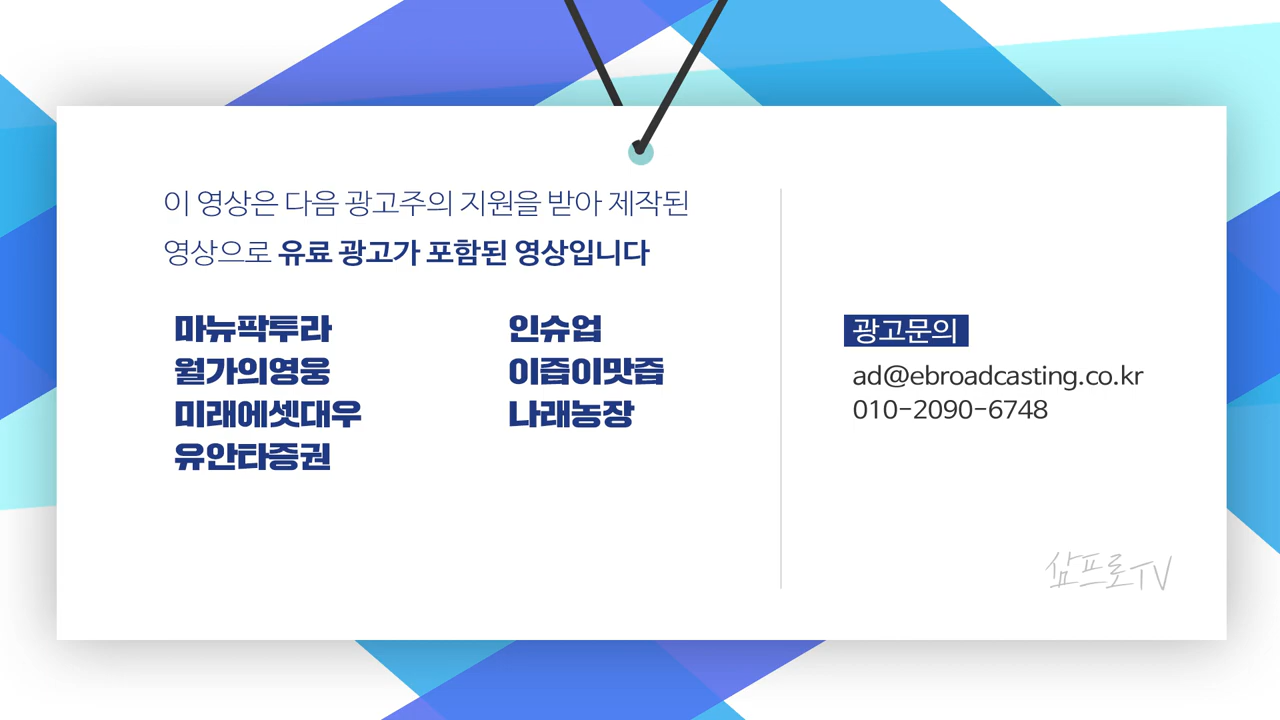 이 영상은 다음 광고주의 지원을 받아 제작된
영상으로 유료 광고가 포함된 영상입니다
마뉴팍투라
월가의영웅
미래에셋대우
유안타증권
인슈업
이즙이맛즙
나래농장
광고문의
ad@ebroadcasting.co.kr
010-2090-6748
삼프로TV